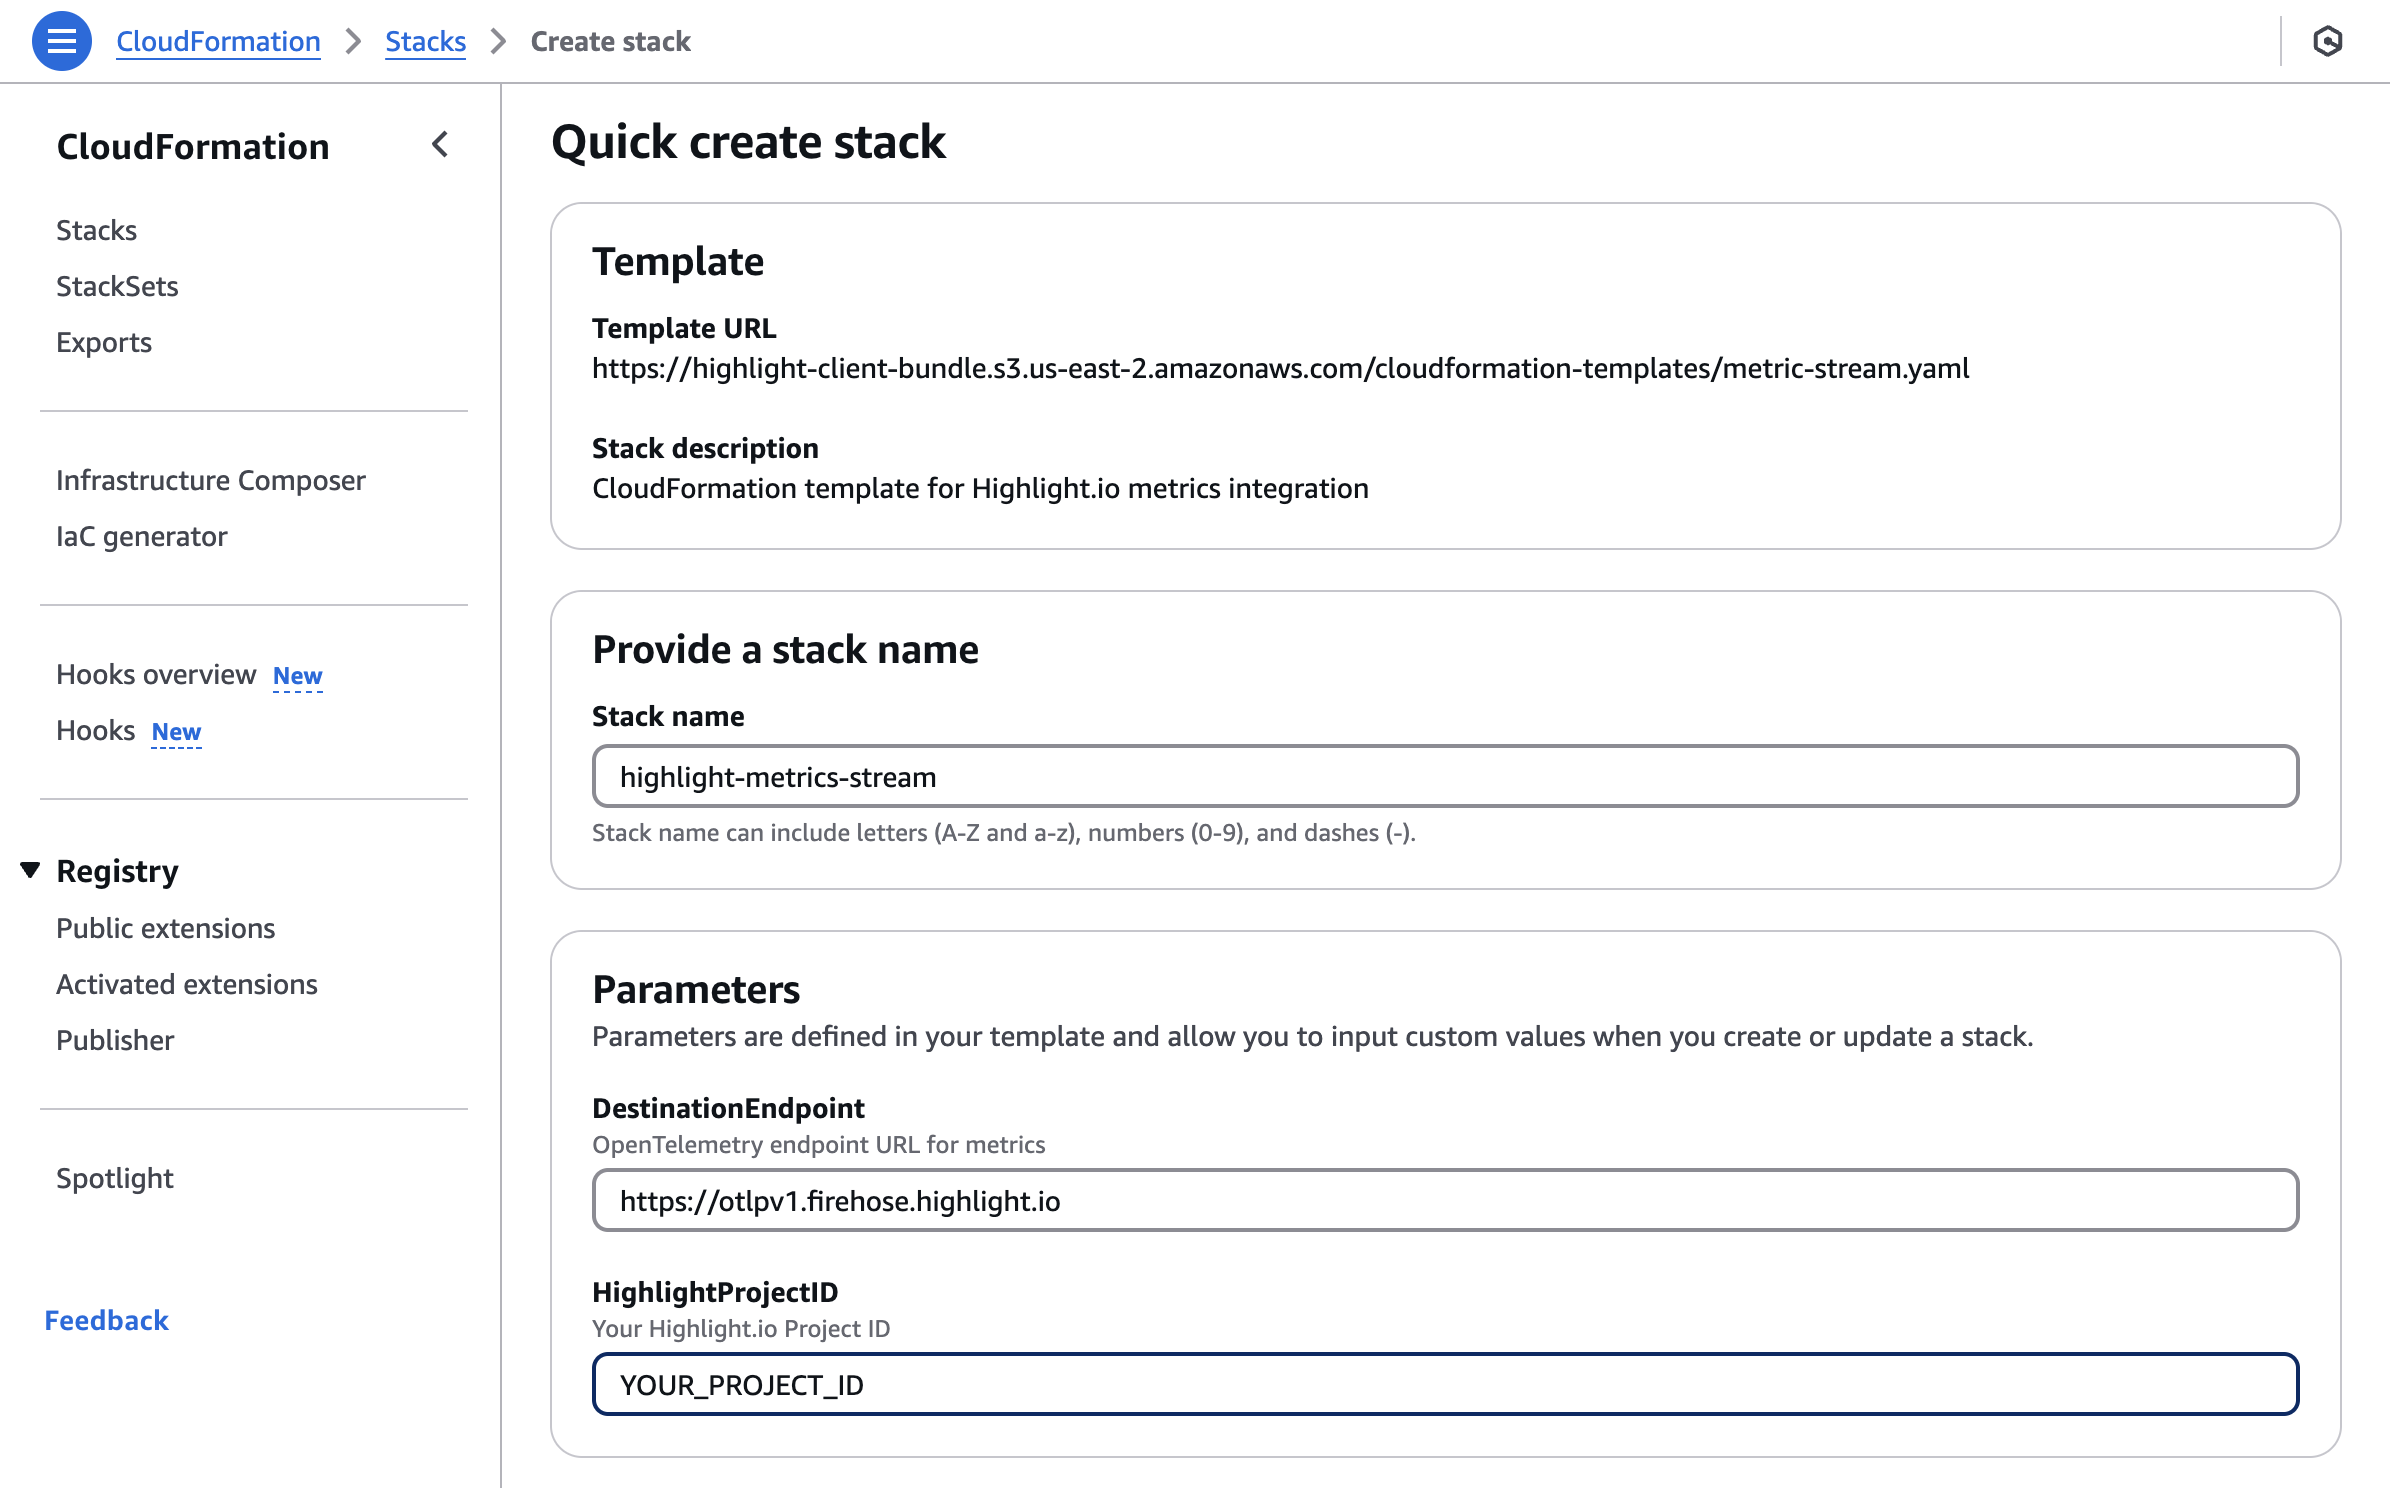 CloudFormation
Stacks
Create stack
CloudFormation
Stacks
StackSets
Exports
Infrastructure Composer
IaC generator
Hooks overview New
Hooks New
Registry
Public extensions
Activated extensions
Publisher
Spotlight
Feedback
Quick create stack
Template
Template URL
https://highlight-client-bundle.s3.us-east-2.amazonaws.com/cloudformation-templates/metric-stream.yaml
Stack description
CloudFormation template for Highlight.io metrics integration
Provide a stack name
Stack name
highlight-metrics-stream
Stack name can include letters (A-Z and a-z), numbers (0-9), and dashes (-).
Parameters
Parameters are defined in your template and allow you to input custom values when you create or update a stack.
DestinationEndpoint
OpenTelemetry endpoint URL for metrics
https://otlpv1.firehose.highlight.io
HighlightProjectID
Your Highlight.io Project ID
YOUR_PROJECT_ID